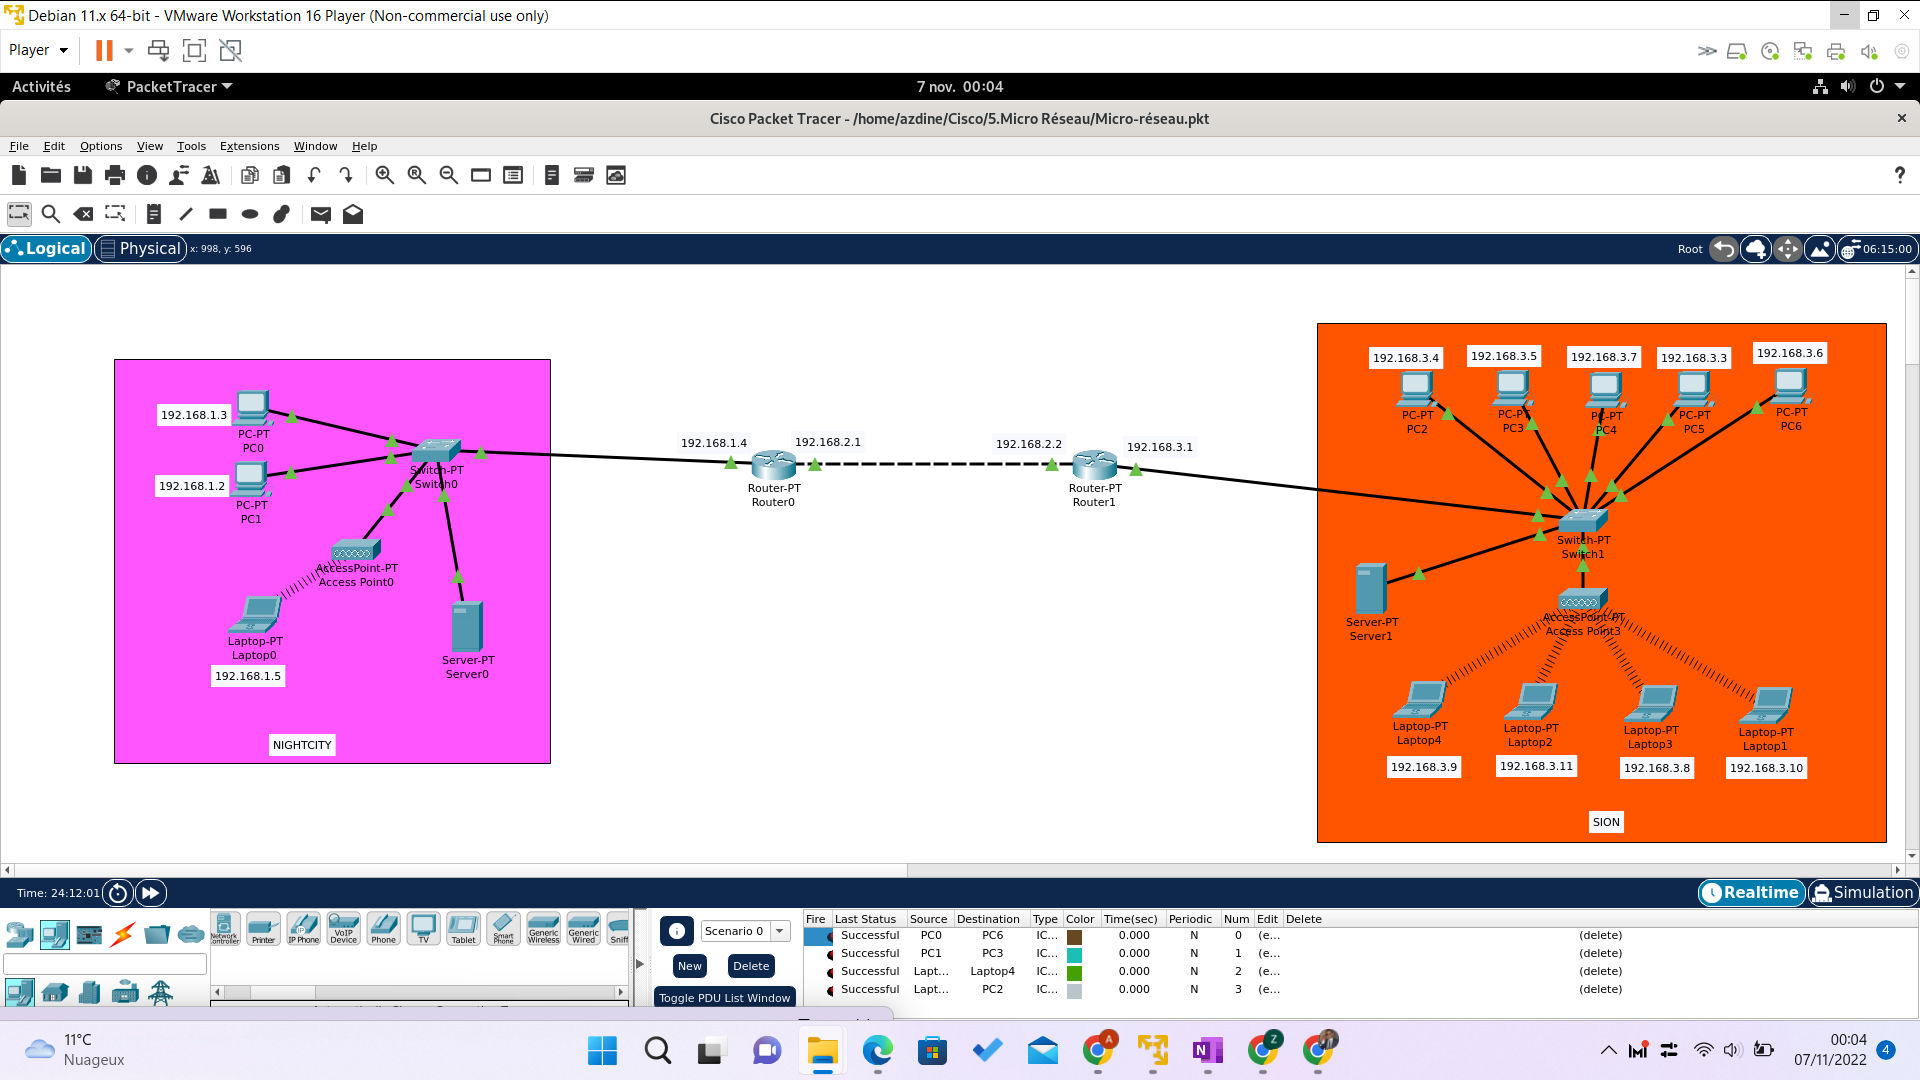 Debian 11.x 64-bit - VMware Workstation 16 Player (Non-commercial use only)
Player
Activités PacketTracer 7 nov. 00:04
Cisco Packet Tracer - /home/azdine/Cisco/5.Micro Réseau/Micro-réseau.pkt
File Edit Options View Tools Extensions Window Help
Logical Physical x: 998, y: 596 Root 06:15:00
192.168.1.3
PC-PT
PC0
192.168.1.2
PC-PT
PC1
Switch-PT
Switch0
AccessPoint-PT
Access Point0
Laptop-PT
Laptop0
192.168.1.5
Server-PT
Server0
NIGHTCITY
192.168.1.4
192.168.2.1
Router-PT
Router0
192.168.2.2
192.168.3.1
Router-PT
Router1
192.168.3.4
192.168.3.5
192.168.3.7
192.168.3.3
192.168.3.6
PC-PT
PC2
PC-PT
PC3
PC-PT
PC4
PC-PT
PC5
PC-PT
PC6
Switch-PT
Switch1
Server-PT
Server1
AccessPoint-PT
Access Point3
Laptop-PT
Laptop4
Laptop-PT
Laptop2
Laptop-PT
Laptop3
Laptop-PT
Laptop1
192.168.3.9
192.168.3.11
192.168.3.8
192.168.3.10
SION
Time: 24:12:01 Realtime Simulation
Network Controller
Printer
IP Phone
VoIP Device
Phone
TV
Tablet
Smart Phone
Generic Wireless
Generic Wired
Sniff
Scenario 0
New Delete
Toggle PDU List Window
Fire Last Status Source Destination Type Color Time(sec) Periodic Num Edit Delete
Successful PC0 PC6 IC... 0.000 N 0 (e... (delete)
Successful PC1 PC3 IC... 0.000 N 1 (e... (delete)
Successful Lapt... Laptop4 IC... 0.000 N 2 (e... (delete)
Successful Lapt... PC2 IC... 0.000 N 3 (e... (delete)
11°C
Nuageux
A
N
Z
00:04
07/11/2022
4